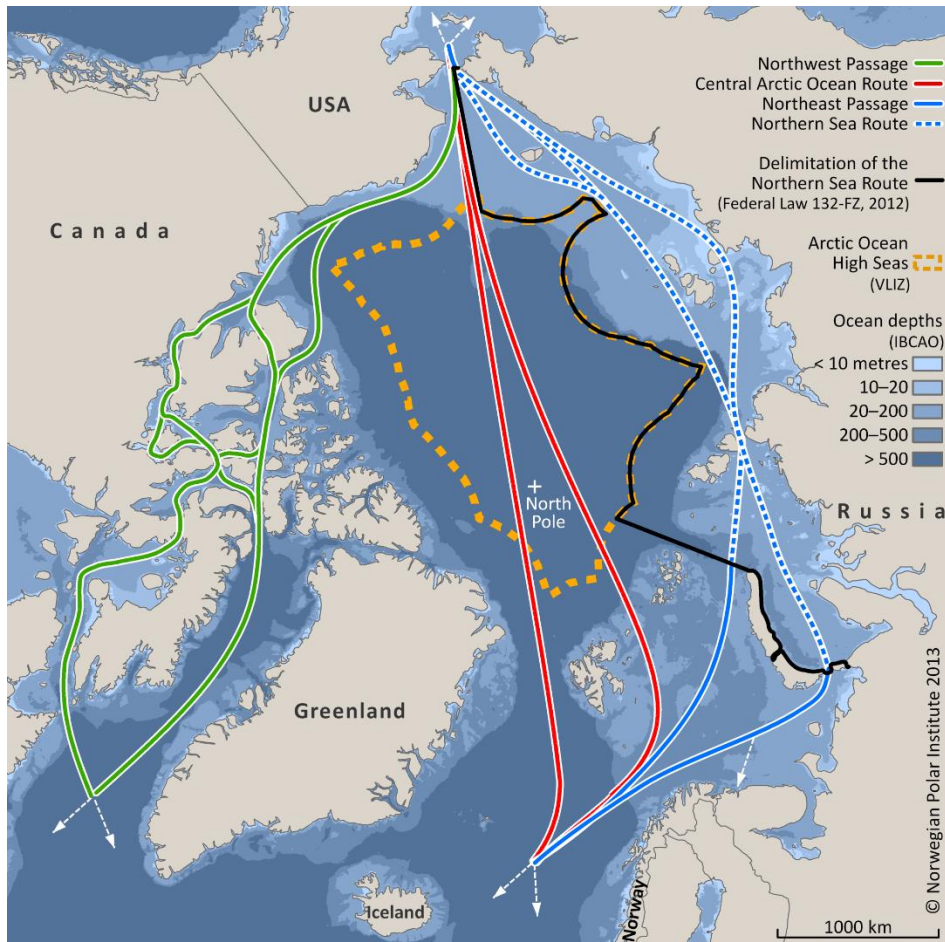 USA
Canada
Northwest Passage
Central Arctic Ocean Route
Northeast Passage
Northern Sea Route
Delimitation of the
Northern Sea Route
(Federal Law 132-FZ, 2012)
Arctic Ocean
High Seas
(VLIZ)
Ocean depths
(IBCAO)
< 10 metres
10–20
20–200
200–500
> 500
North
Pole
Russia
Greenland
Iceland
Norway
1000 km
© Norwegian Polar Institute 2013